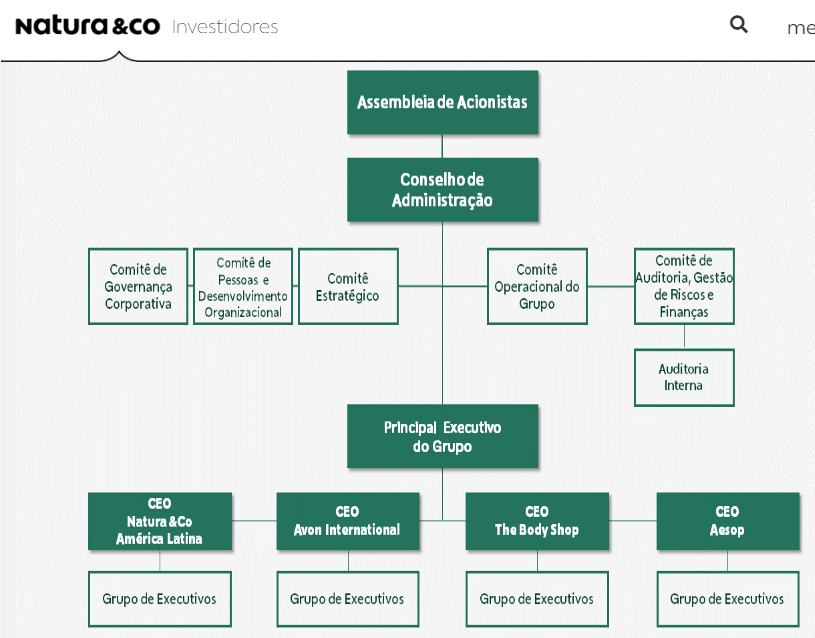 Natura &co Investidores
me
Assembleia de Acionistas
Conselho de
Administração
Comitê de
Governança
Corporativa
Comitê de
Pessoas e
Desenvolvimento
Organizacional
Comitê
Estratégico
Comitê
Operacional do
Grupo
Comitê de
Auditoria, Gestão
de Riscos e
Finanças
Auditoria
Interna
Principal Executivo
do Grupo
CEO
Natura &Co
América Latina
CEO
Avon International
CEO
The Body Shop
CEO
Aesop
Grupo de Executivos
Grupo de Executivos
Grupo de Executivos
Grupo de Executivos